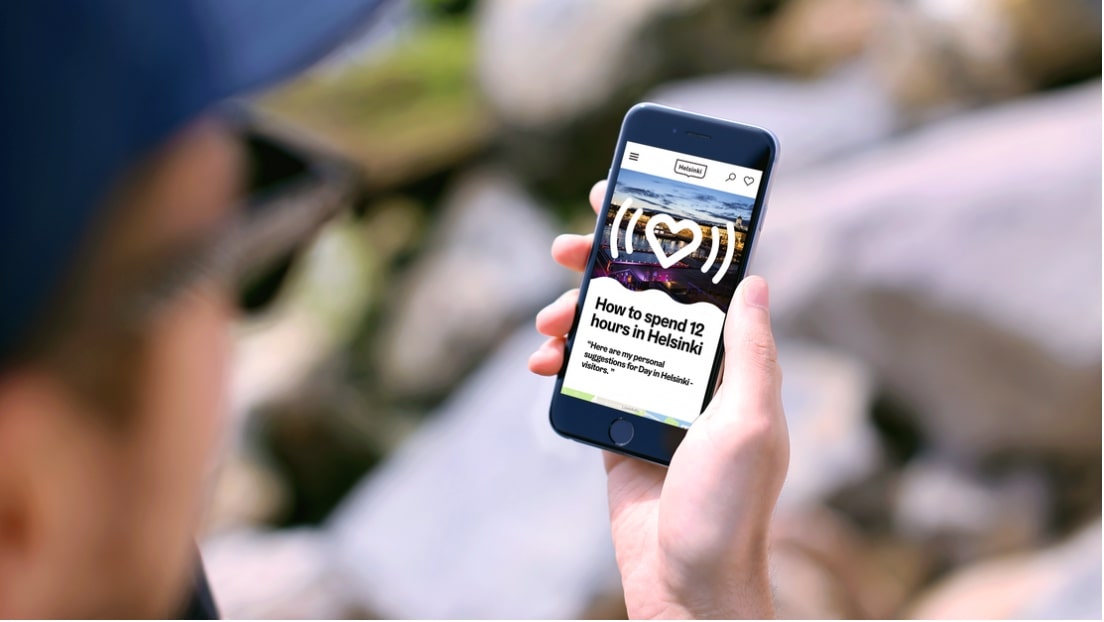 Helsinki
How to spend 12
hours in Helsinki
"Here are my personal
suggestions for Day in Helsinki -
visitors. "